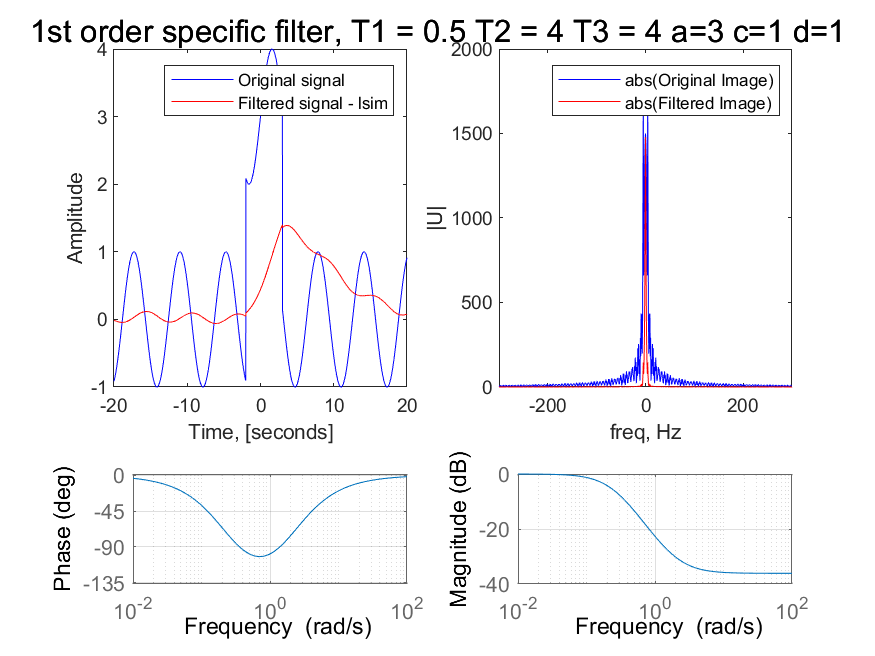 1st order specific filter, T1 = 0.5 T2 = 4 T3 = 4 a=3 c=1 d=1
Original signal
Filtered signal - lsim
Amplitude
4
3
2
1
0
-1
-20 -10 0 10 20
Time, [seconds]
abs(Original Image)
abs(Filtered Image)
|U|
2000
1500
1000
500
0
-200 0 200
freq, Hz
Phase (deg)
0
-45
-90
-135
10^-2 10^0 10^2
Frequency (rad/s)
Magnitude (dB)
0
-20
-40
10^-2 10^0 10^2
Frequency (rad/s)